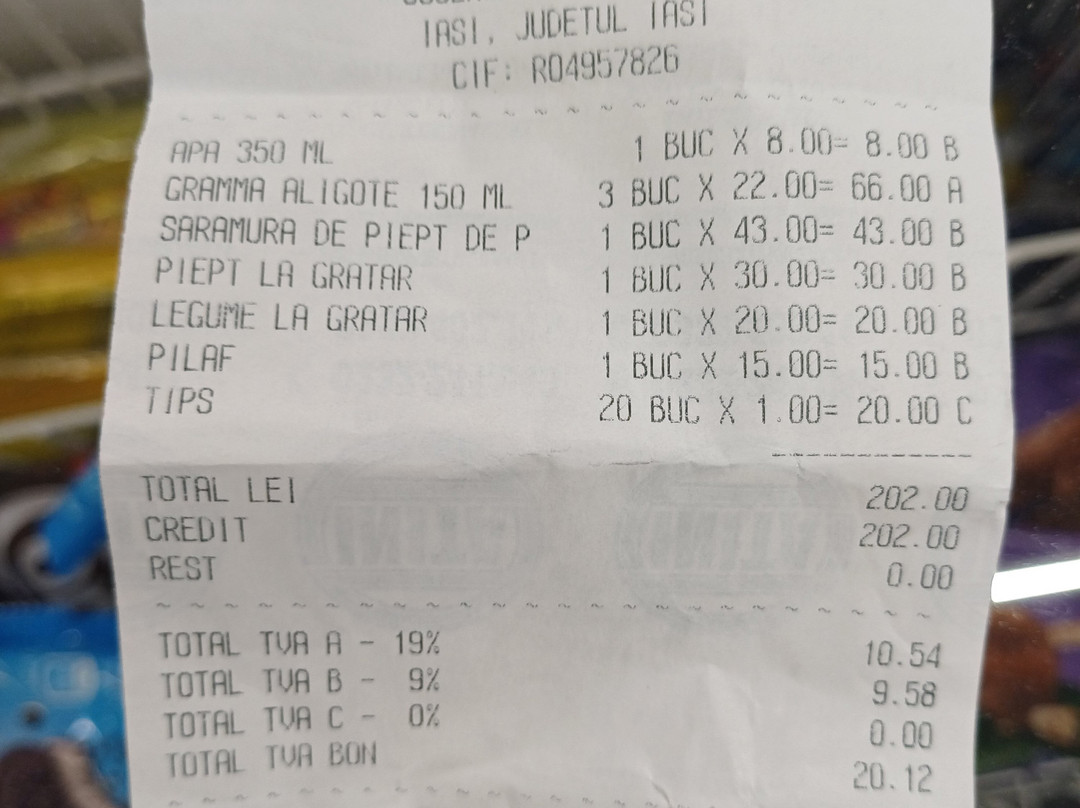 IASI, JUDETUL IASI
CIF: RO4957826
APA 350 ML 1 BUC X 8.00= 8.00 B
GRAMMA ALIGOTE 150 ML 3 BUC X 22.00= 66.00 A
SARAMURA DE PIEPT DE P 1 BUC X 43.00= 43.00 B
PIEPT LA GRATAR 1 BUC X 30.00= 30.00 B
LEGUME LA GRATAR 1 BUC X 20.00= 20.00 B
PILAF 1 BUC X 15.00= 15.00 B
TIPS 20 BUC X 1.00= 20.00 C
TOTAL LEI 202.00
CREDIT 202.00
REST 0.00
TOTAL TVA A - 19% 10.54
TOTAL TVA B - 9% 9.58
TOTAL TVA C - 0% 0.00
TOTAL TVA BON 20.12